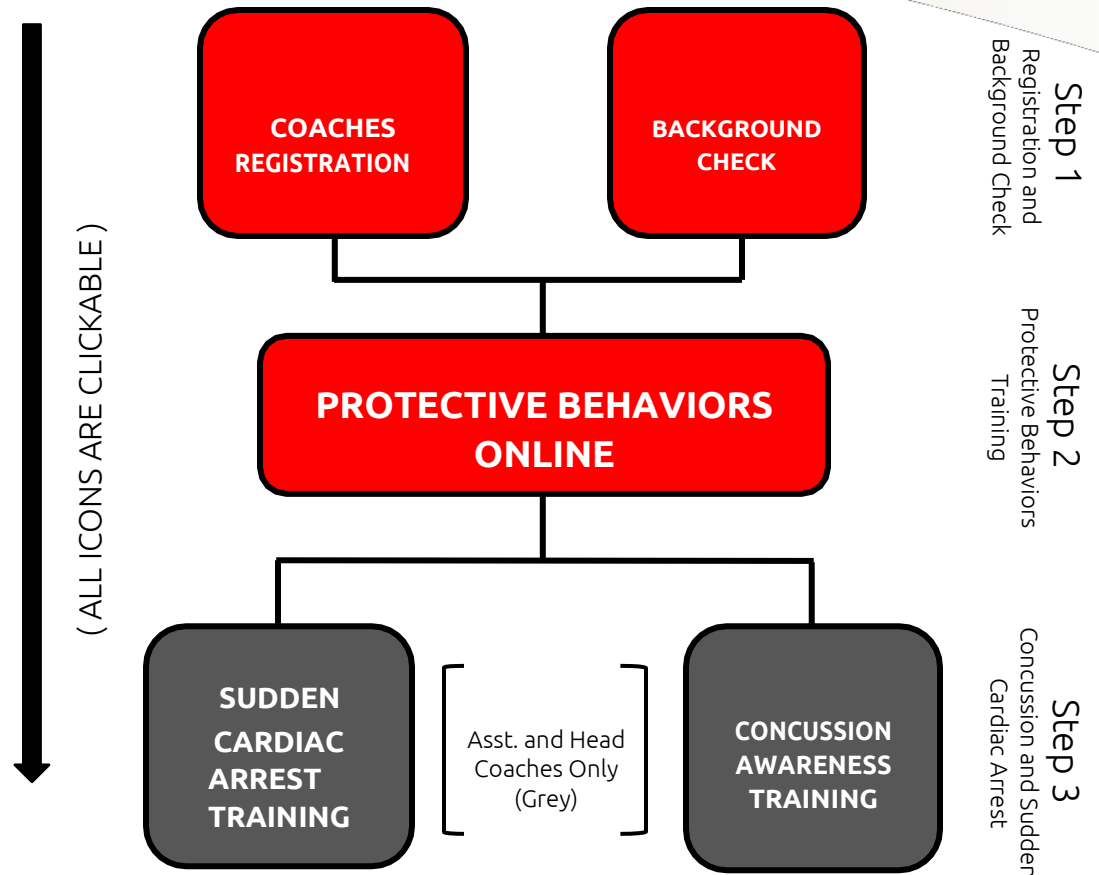 COACHES
REGISTRATION
BACKGROUND
CHECK
Step 1
Registration and
Background Check
( ALL ICONS ARE CLICKABLE )
PROTECTIVE BEHAVIORS
ONLINE
Step 2
Protective Behaviors
Training
SUDDEN
CARDIAC
ARREST
TRAINING
Asst. and Head
Coaches Only
(Grey)
CONCUSSION
AWARENESS
TRAINING
Step 3
Concussion and Sudden
Cardiac Arrest